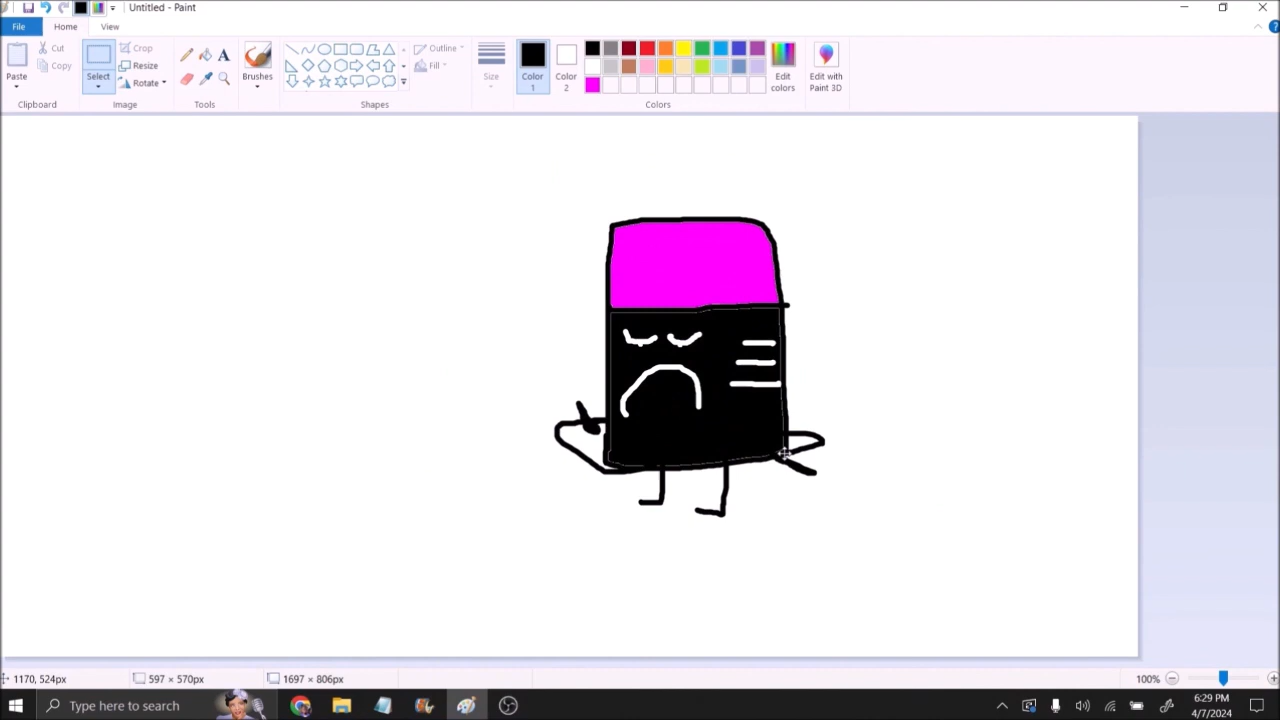 Untitled - Paint
File Home View
Paste
Cut
Copy
Clipboard
Select
Crop
Resize
Rotate
Image
Tools
Brushes
Shapes
Outline
Fill
Size
Color 1
Color 2
Edit colors
Colors
Edit with Paint 3D
1170, 524px
597 × 570px
1697 × 806px
100%
Type here to search
6:29 PM
4/7/2024